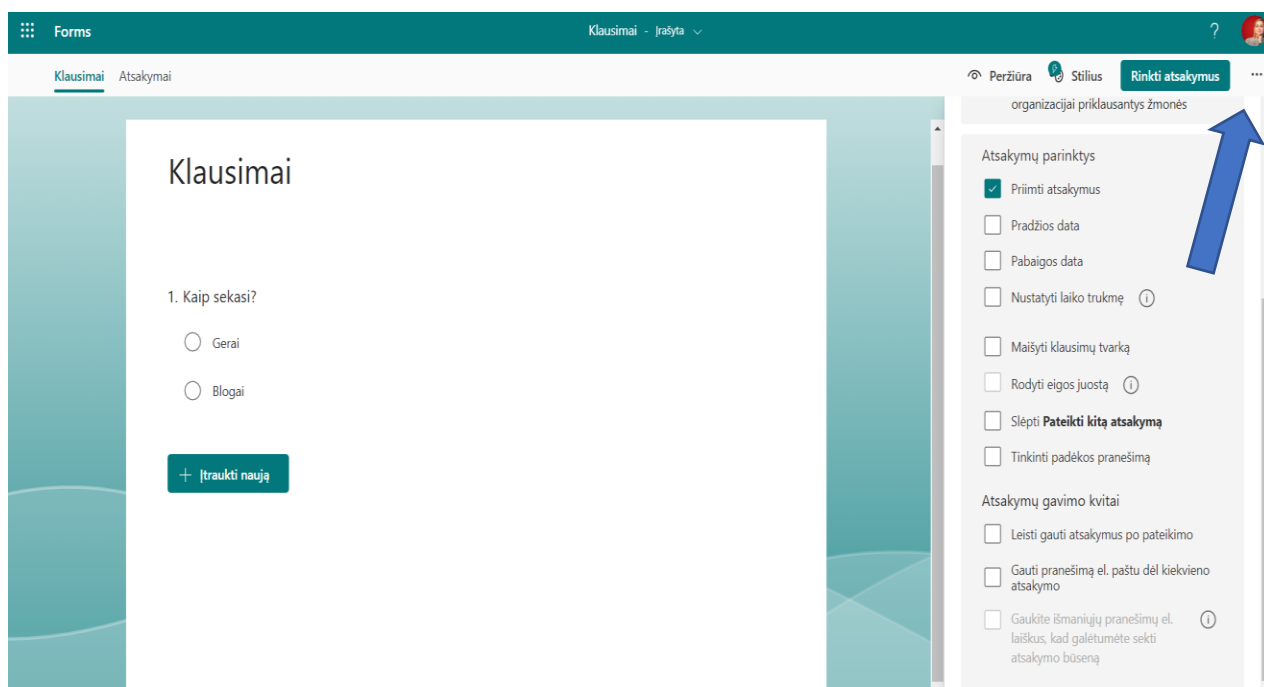 Forms
Klausimai - Įrašyta
?
Klausimai Atsakymai
Peržiūra
Stilius
Rinkti atsakymus
...
organizacijai priklausantys žmonės
Klausimai
1. Kaip sekasi?
Gerai
Blogai
+ Įtraukti naują
Atsakymų parinktys
Priimti atsakymus
Pradžios data
Pabaigos data
Nustatyti laiko trukmę
Maišyti klausimų tvarką
Rodyti eigos juostą
Slėpti Pateikti kitą atsakymą
Tinkinti padėkos pranešimą
Atsakymų gavimo kvitai
Leisti gauti atsakymus po pateikimo
Gauti pranešimą el. paštu dėl kiekvieno
atsakymo
Gaukite išmaniųjų pranešimų el.
laiškus, kad galėtumėte sekti
atsakymo būseną